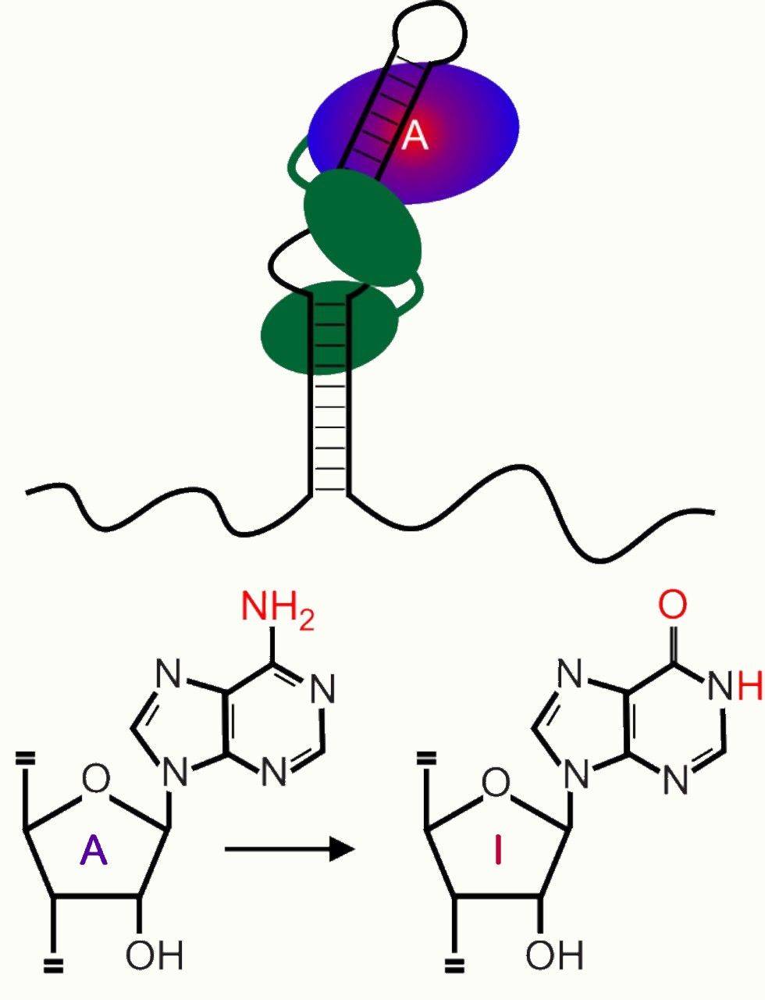 A
NH₂ O
N N N NH
N N N N
O O
A I
OH OH